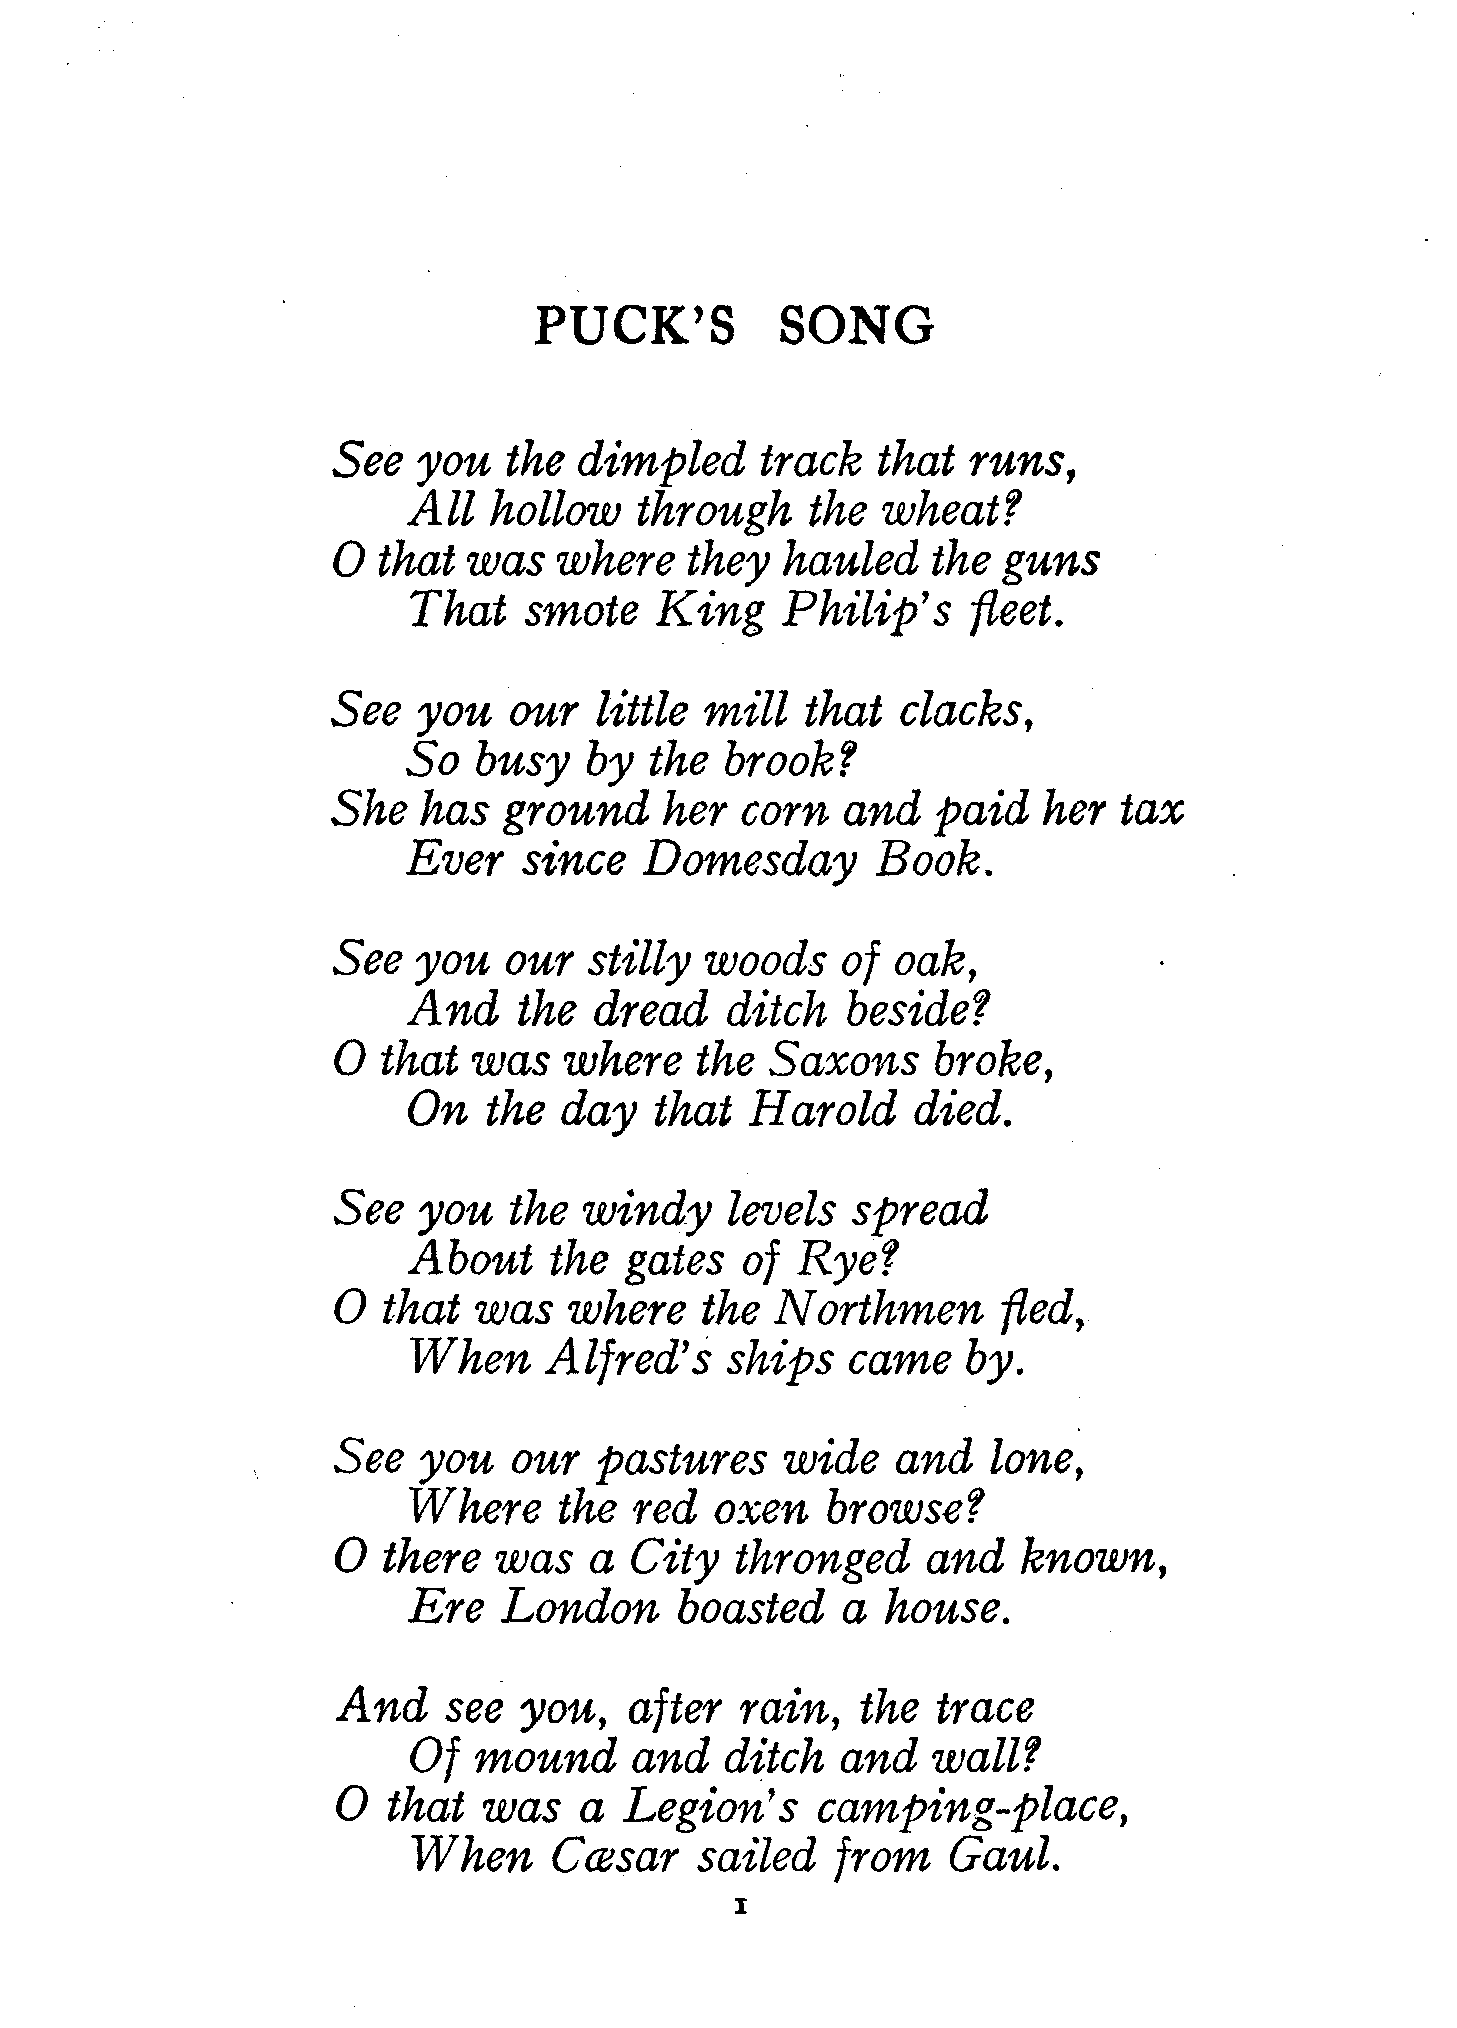 PUCK'S SONG
See you the dimpled track that runs,
All hollow through the wheat?
O that was where they hauled the guns
That smote King Philip's fleet.
See you our little mill that clacks,
So busy by the brook?
She has ground her corn and paid her tax
Ever since Domesday Book.
See you our stilly woods of oak,
And the dread ditch beside?
O that was where the Saxons broke,
On the day that Harold died.
See you the windy levels spread
About the gates of Rye?
O that was where the Northmen fled,
When Alfred's ships came by.
See you our pastures wide and lone,
Where the red oxen browse?
O there was a City thronged and known,
Ere London boasted a house.
And see you, after rain, the trace
Of mound and ditch and wall?
O that was a Legion's camping-place,
When Cæsar sailed from Gaul.
1